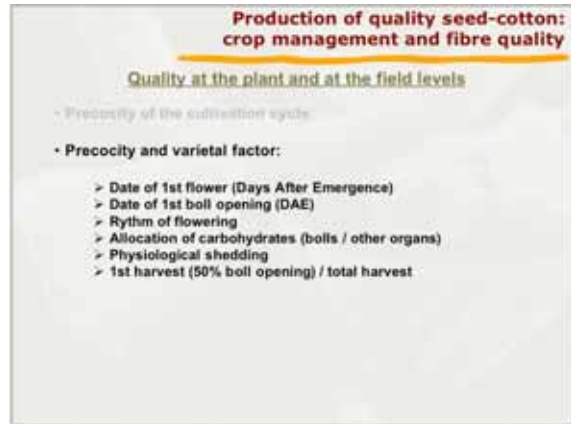 Production of quality seed-cotton:
crop management and fibre quality
Quality at the plant and at the field levels
• Precocity of the cultivation cycle
• Precocity and varietal factor:
➢ Date of 1st flower (Days After Emergence)
➢ Date of 1st boll opening (DAE)
➢ Rythm of flowering
➢ Allocation of carbohydrates (bolls / other organs)
➢ Physiological shedding
➢ 1st harvest (50% boll opening) / total harvest